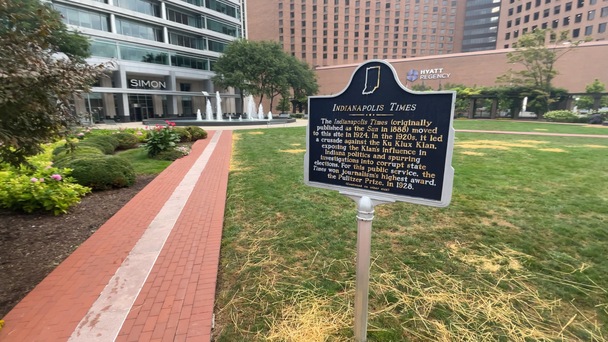 SIMON
HYATT
REGENCY
INDIANAPOLIS TIMES
The Indianapolis Times (originally
published as the Sun in 1888) moved
to this site in 1924. In the 1920s, it led
a crusade against the Ku Klux Klan,
exposing the Klan's influence in
Indiana politics and spurring
investigations into corrupt state
elections. For this public service, the
Times won journalism's highest award,
the Pulitzer Prize, in 1928.